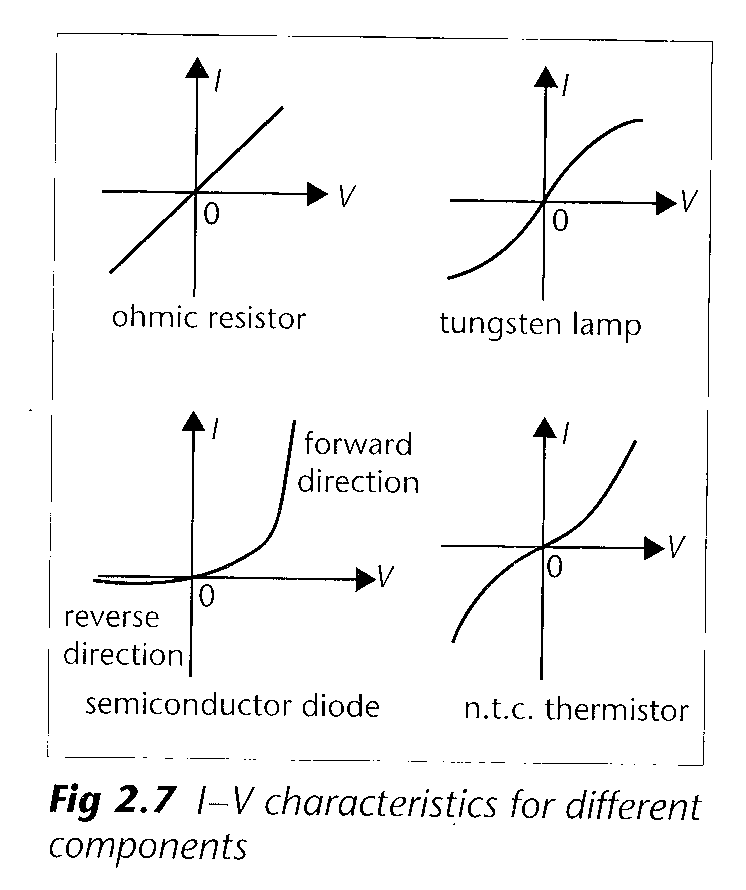 I
V
0
ohmic resistor
I
V
0
tungsten lamp
I
forward
direction
V
0
reverse
direction
semiconductor diode
I
V
0
n.t.c. thermistor
Fig 2.7 I–V characteristics for different
components